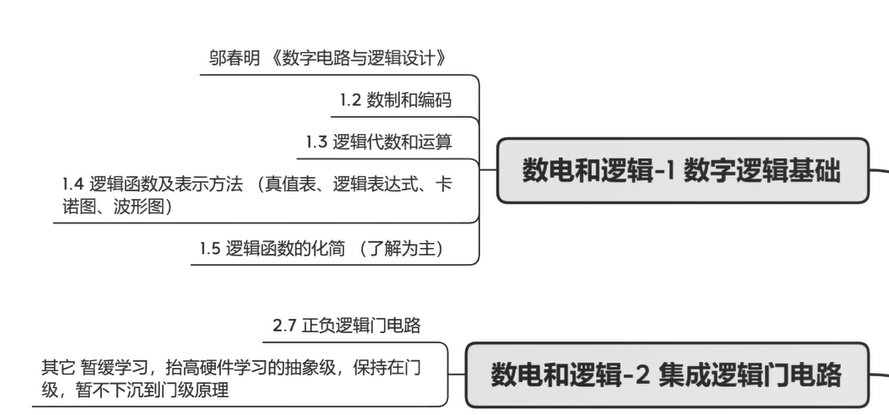 邬春明 《数字电路与逻辑设计》
1.2 数制和编码
1.3 逻辑代数和运算
1.4 逻辑函数及表示方法 （真值表、逻辑表达式、卡
诺图、波形图）
1.5 逻辑函数的化简 （了解为主）
数电和逻辑-1 数字逻辑基础
2.7 正负逻辑门电路
其它 暂缓学习，抬高硬件学习的抽象级，保持在门
级，暂不下沉到门级原理
数电和逻辑-2 集成逻辑门电路